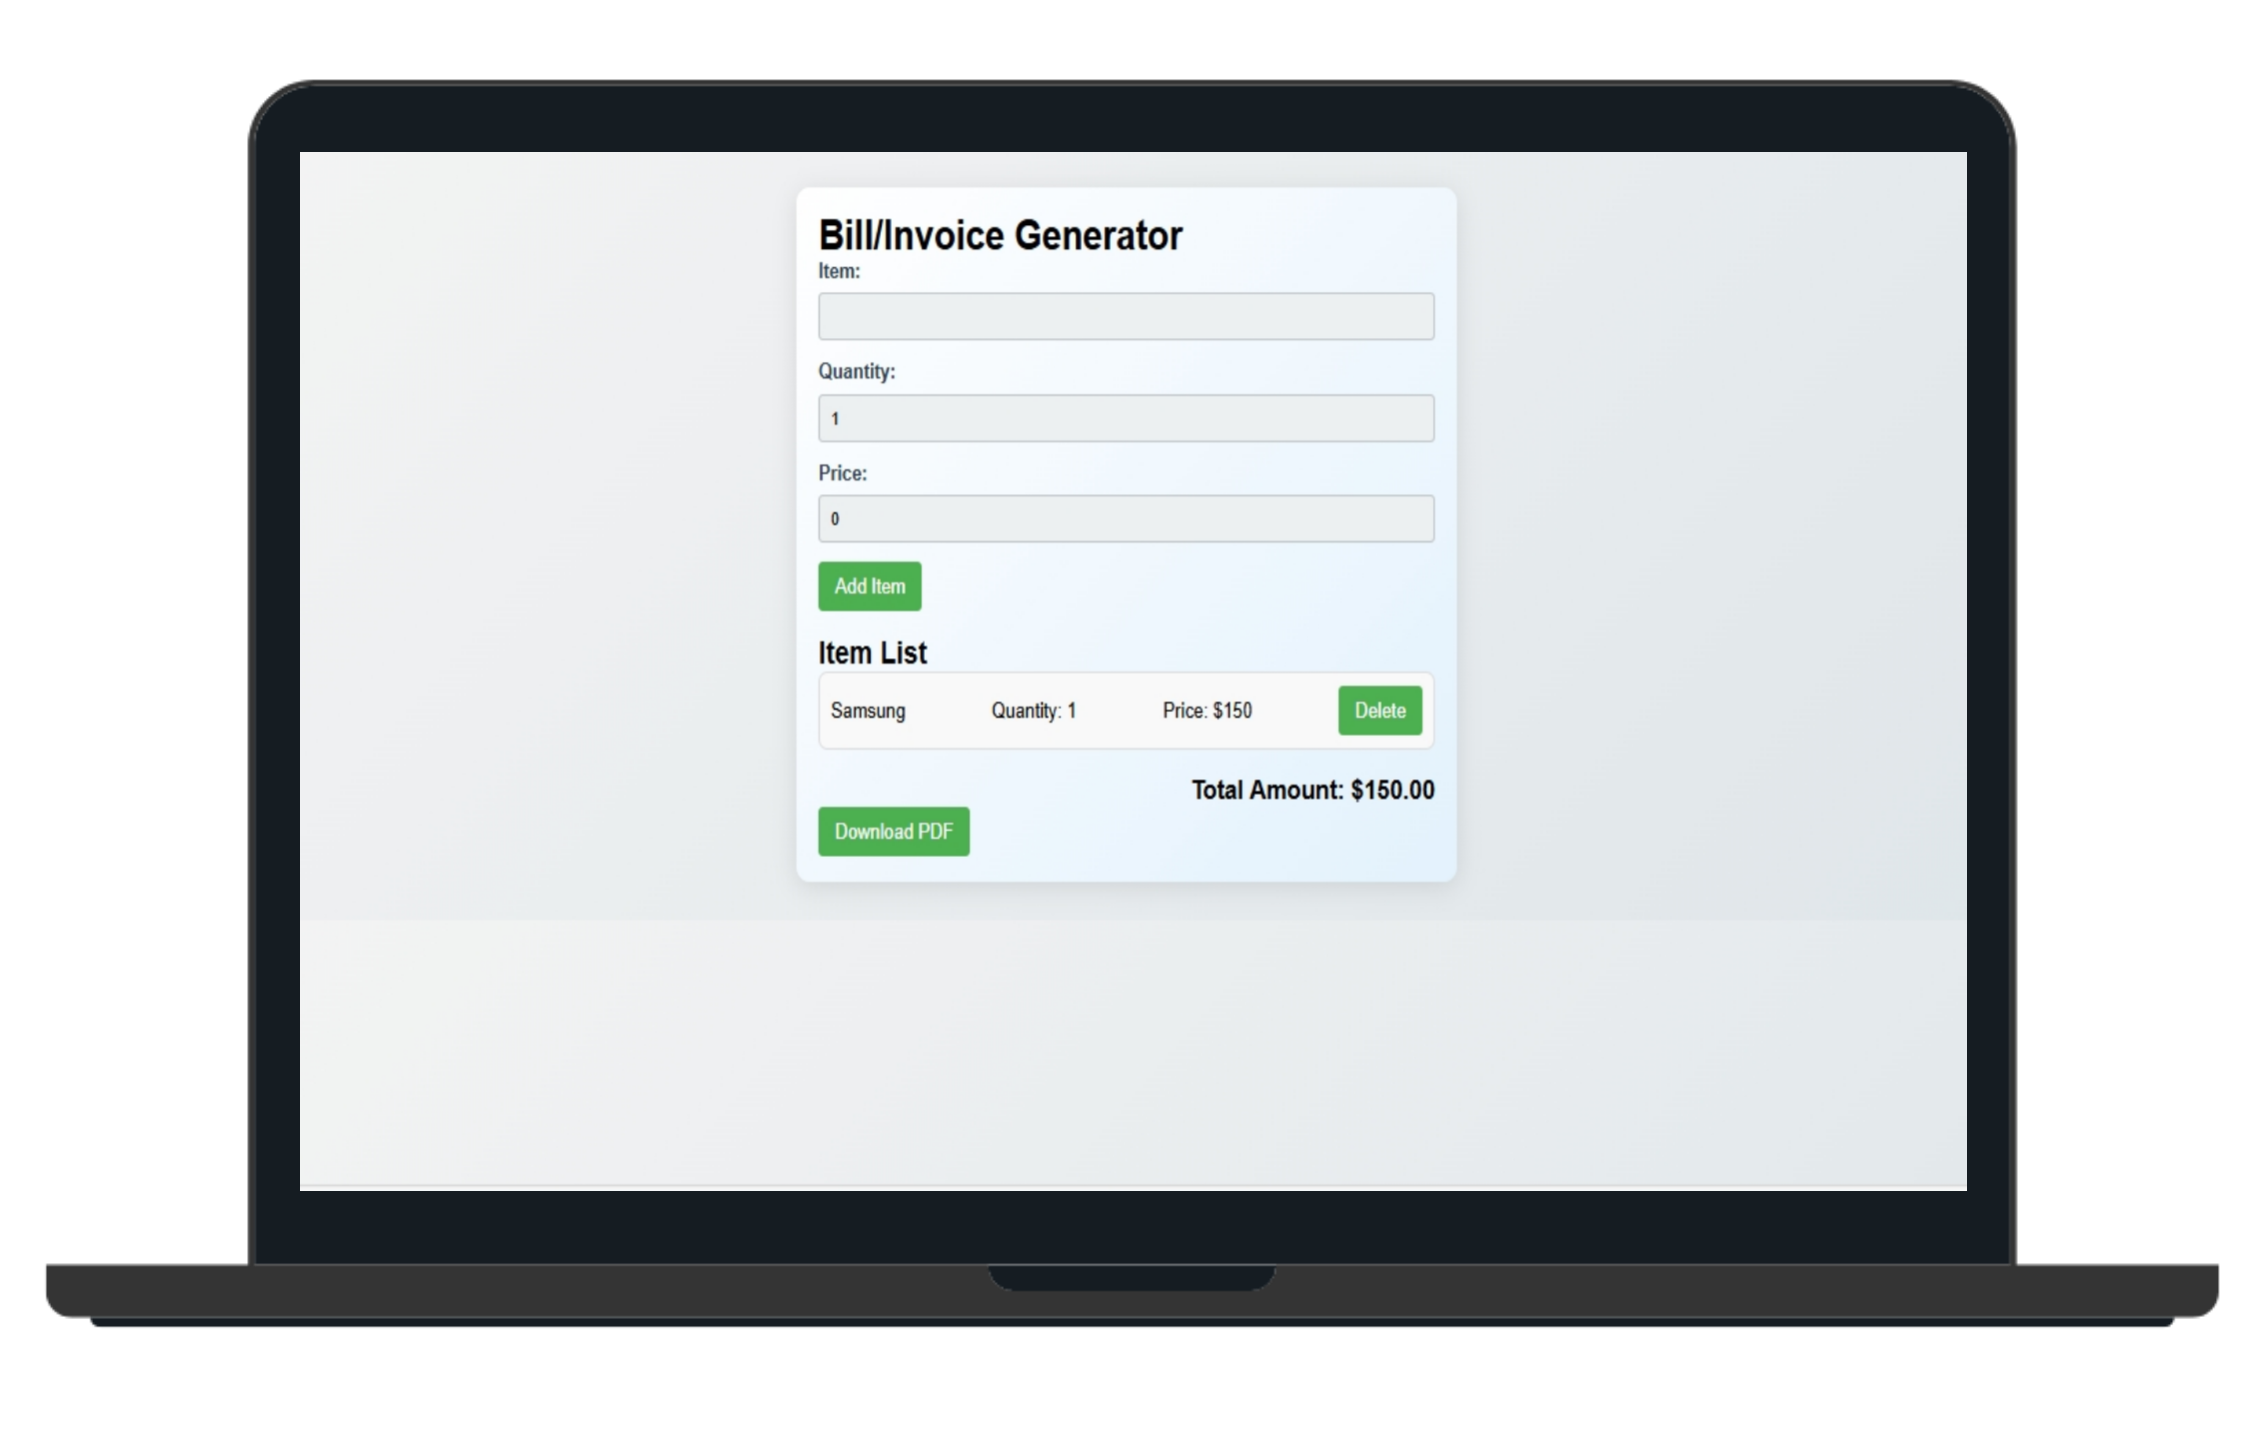 Bill/Invoice Generator
Item:
Quantity:
1
Price:
0
Add Item
Item List
Samsung Quantity: 1 Price: $150 Delete
Total Amount: $150.00
Download PDF